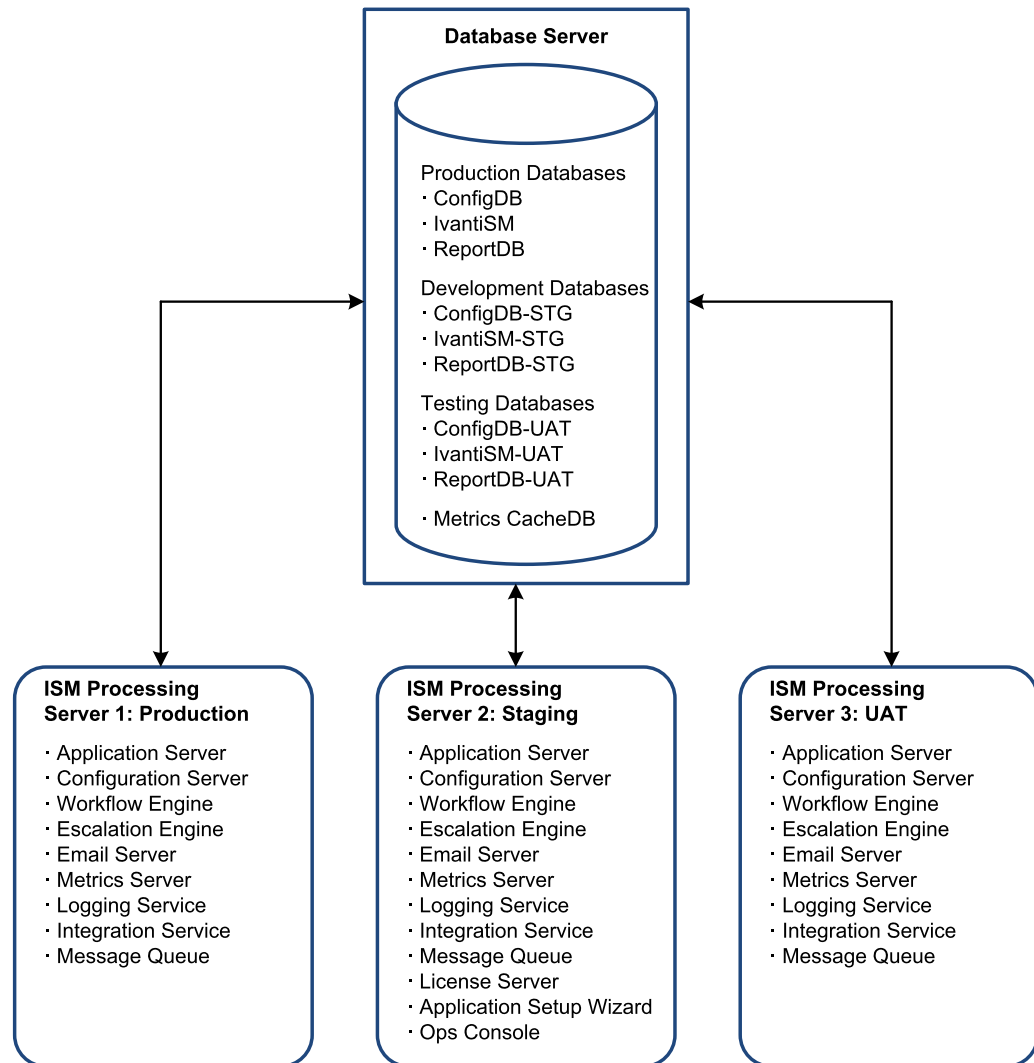 Database Server
Production Databases
· ConfigDB
· IvantiSM
· ReportDB
Development Databases
· ConfigDB-STG
· IvantiSM-STG
· ReportDB-STG
Testing Databases
· ConfigDB-UAT
· IvantiSM-UAT
· ReportDB-UAT
· Metrics CacheDB
ISM Processing
Server 1: Production
· Application Server
· Configuration Server
· Workflow Engine
· Escalation Engine
· Email Server
· Metrics Server
· Logging Service
· Integration Service
· Message Queue
ISM Processing
Server 2: Staging
· Application Server
· Configuration Server
· Workflow Engine
· Escalation Engine
· Email Server
· Metrics Server
· Logging Service
· Integration Service
· Message Queue
· License Server
· Application Setup Wizard
· Ops Console
ISM Processing
Server 3: UAT
· Application Server
· Configuration Server
· Workflow Engine
· Escalation Engine
· Email Server
· Metrics Server
· Logging Service
· Integration Service
· Message Queue